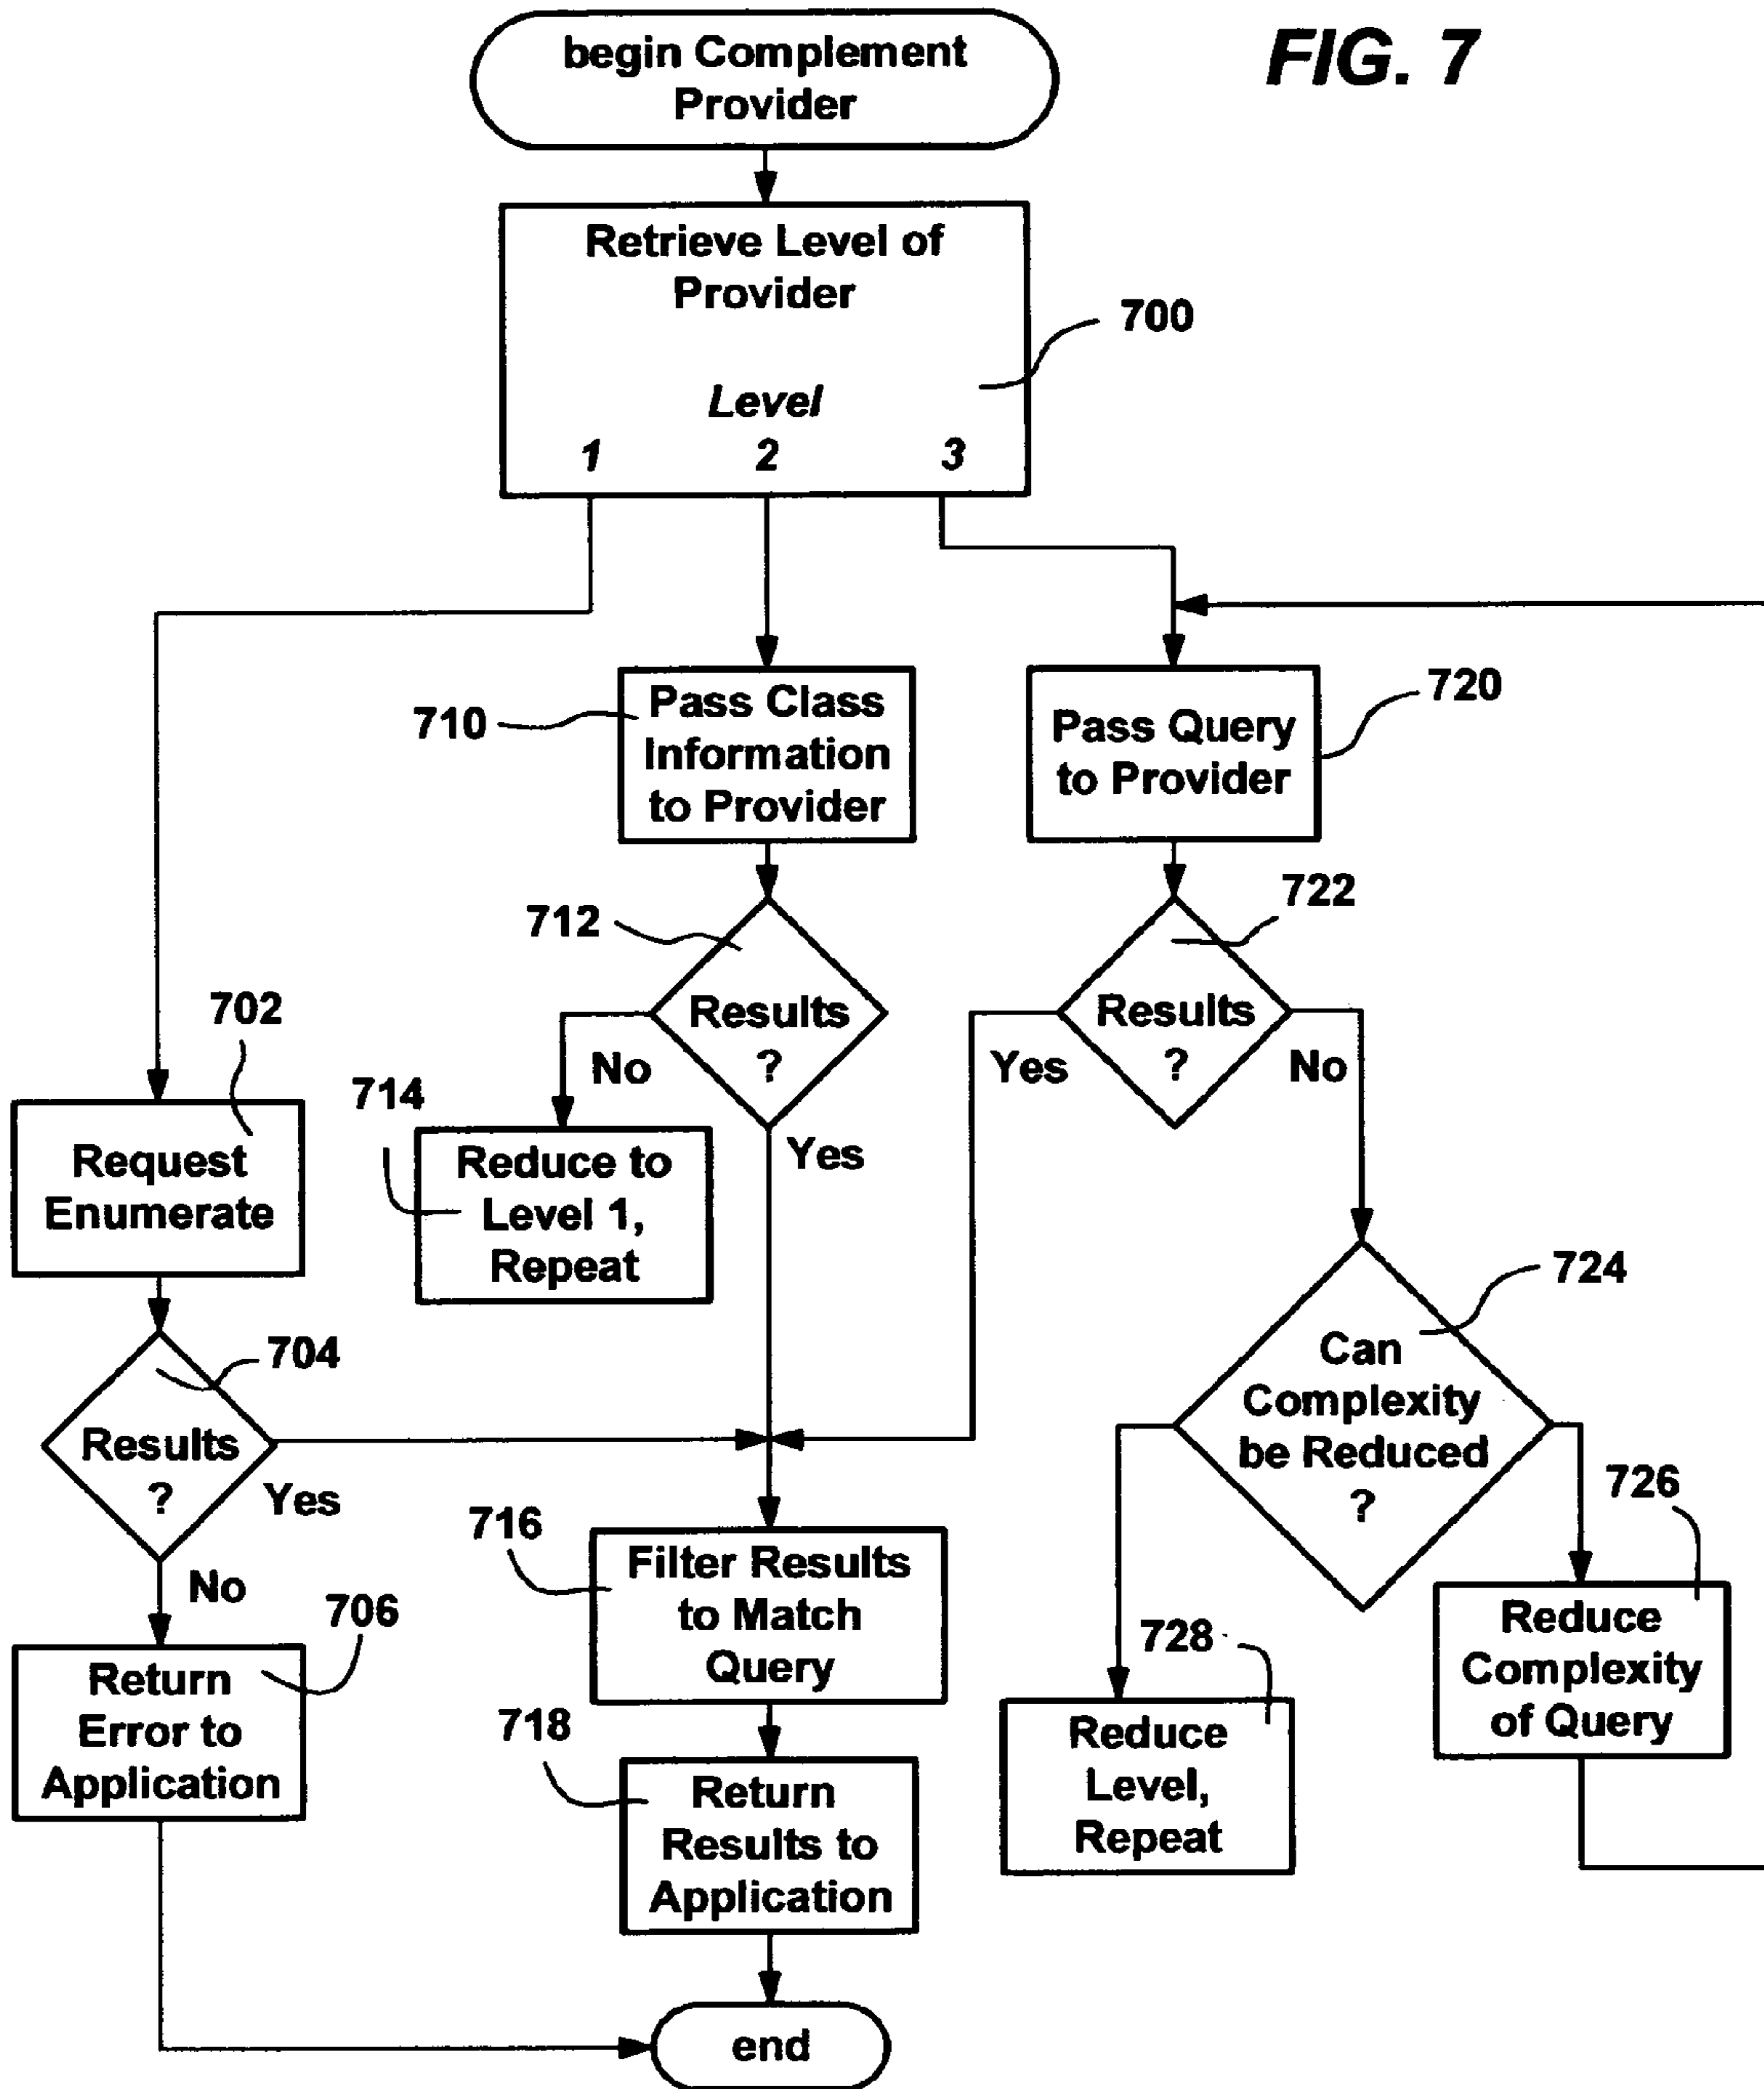 FIG. 7
begin Complement
Provider
Retrieve Level of
Provider
700
Level
1 2 3
710
Pass Class
Information
to Provider
Pass Query
to Provider
720
712
Results
?
No
Yes
722
Results
?
Yes
No
702
Request
Enumerate
714
Reduce to
Level 1,
Repeat
704
Results
?
Yes
No
724
Can
Complexity
be Reduced
?
706
Return
Error to
Application
716
Filter Results
to Match
Query
726
Reduce
Complexity
of Query
728
Reduce
Level,
Repeat
718
Return
Results to
Application
end